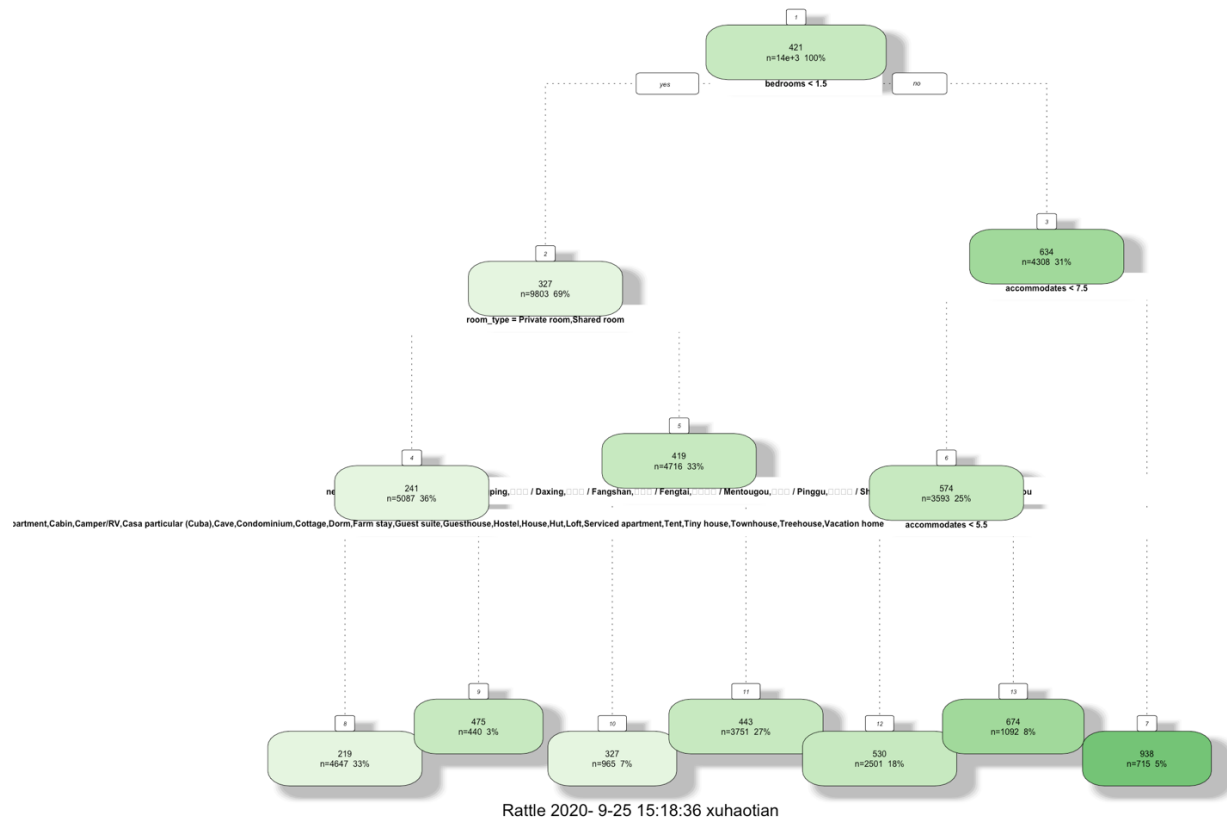 1
421
n=14e+3 100%
yes
bedrooms < 1.5
no
2
327
n=9803 69%
room_type = Private room,Shared room
3
634
n=4308 31%
accommodates < 7.5
4
241
n=5087 36%
5
419
n=4716 33%
6
574
n=3593 25%
/ Daxing,□□□ / Fangshan,□□□ / Fengtai,□□□□ / Mentougou,□□□ / Pinggu,□□□□ /
Cabin,Camper/RV,Casa particular (Cuba),Cave,Condominium,Cottage,Dorm,Farm stay,Guest suite,Guesthouse,Hostel,House,Hut,Loft,Serviced apartment,Tent,Tiny house,Townhouse,Treehouse,Vacation home
accommodates < 5.5
8
219
n=4647 33%
9
475
n=440 3%
10
327
n=965 7%
11
443
n=3751 27%
12
530
n=2501 18%
13
674
n=1092 8%
7
938
n=715 5%
Rattle 2020- 9-25 15:18:36 xuhaotian